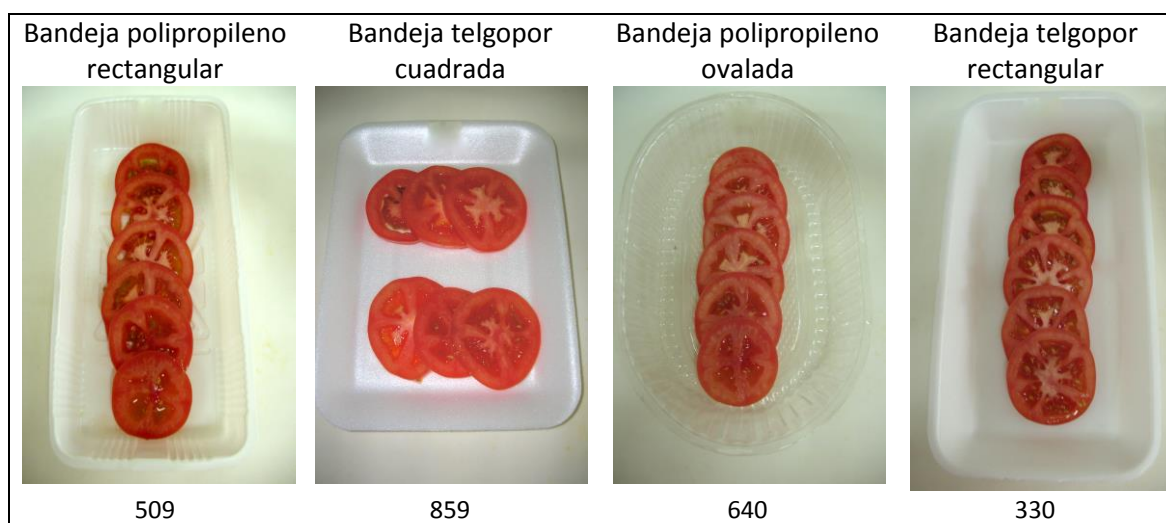 Bandeja polipropileno
rectangular
Bandeja telgopor
cuadrada
Bandeja polipropileno
ovalada
Bandeja telgopor
rectangular
509
859
640
330